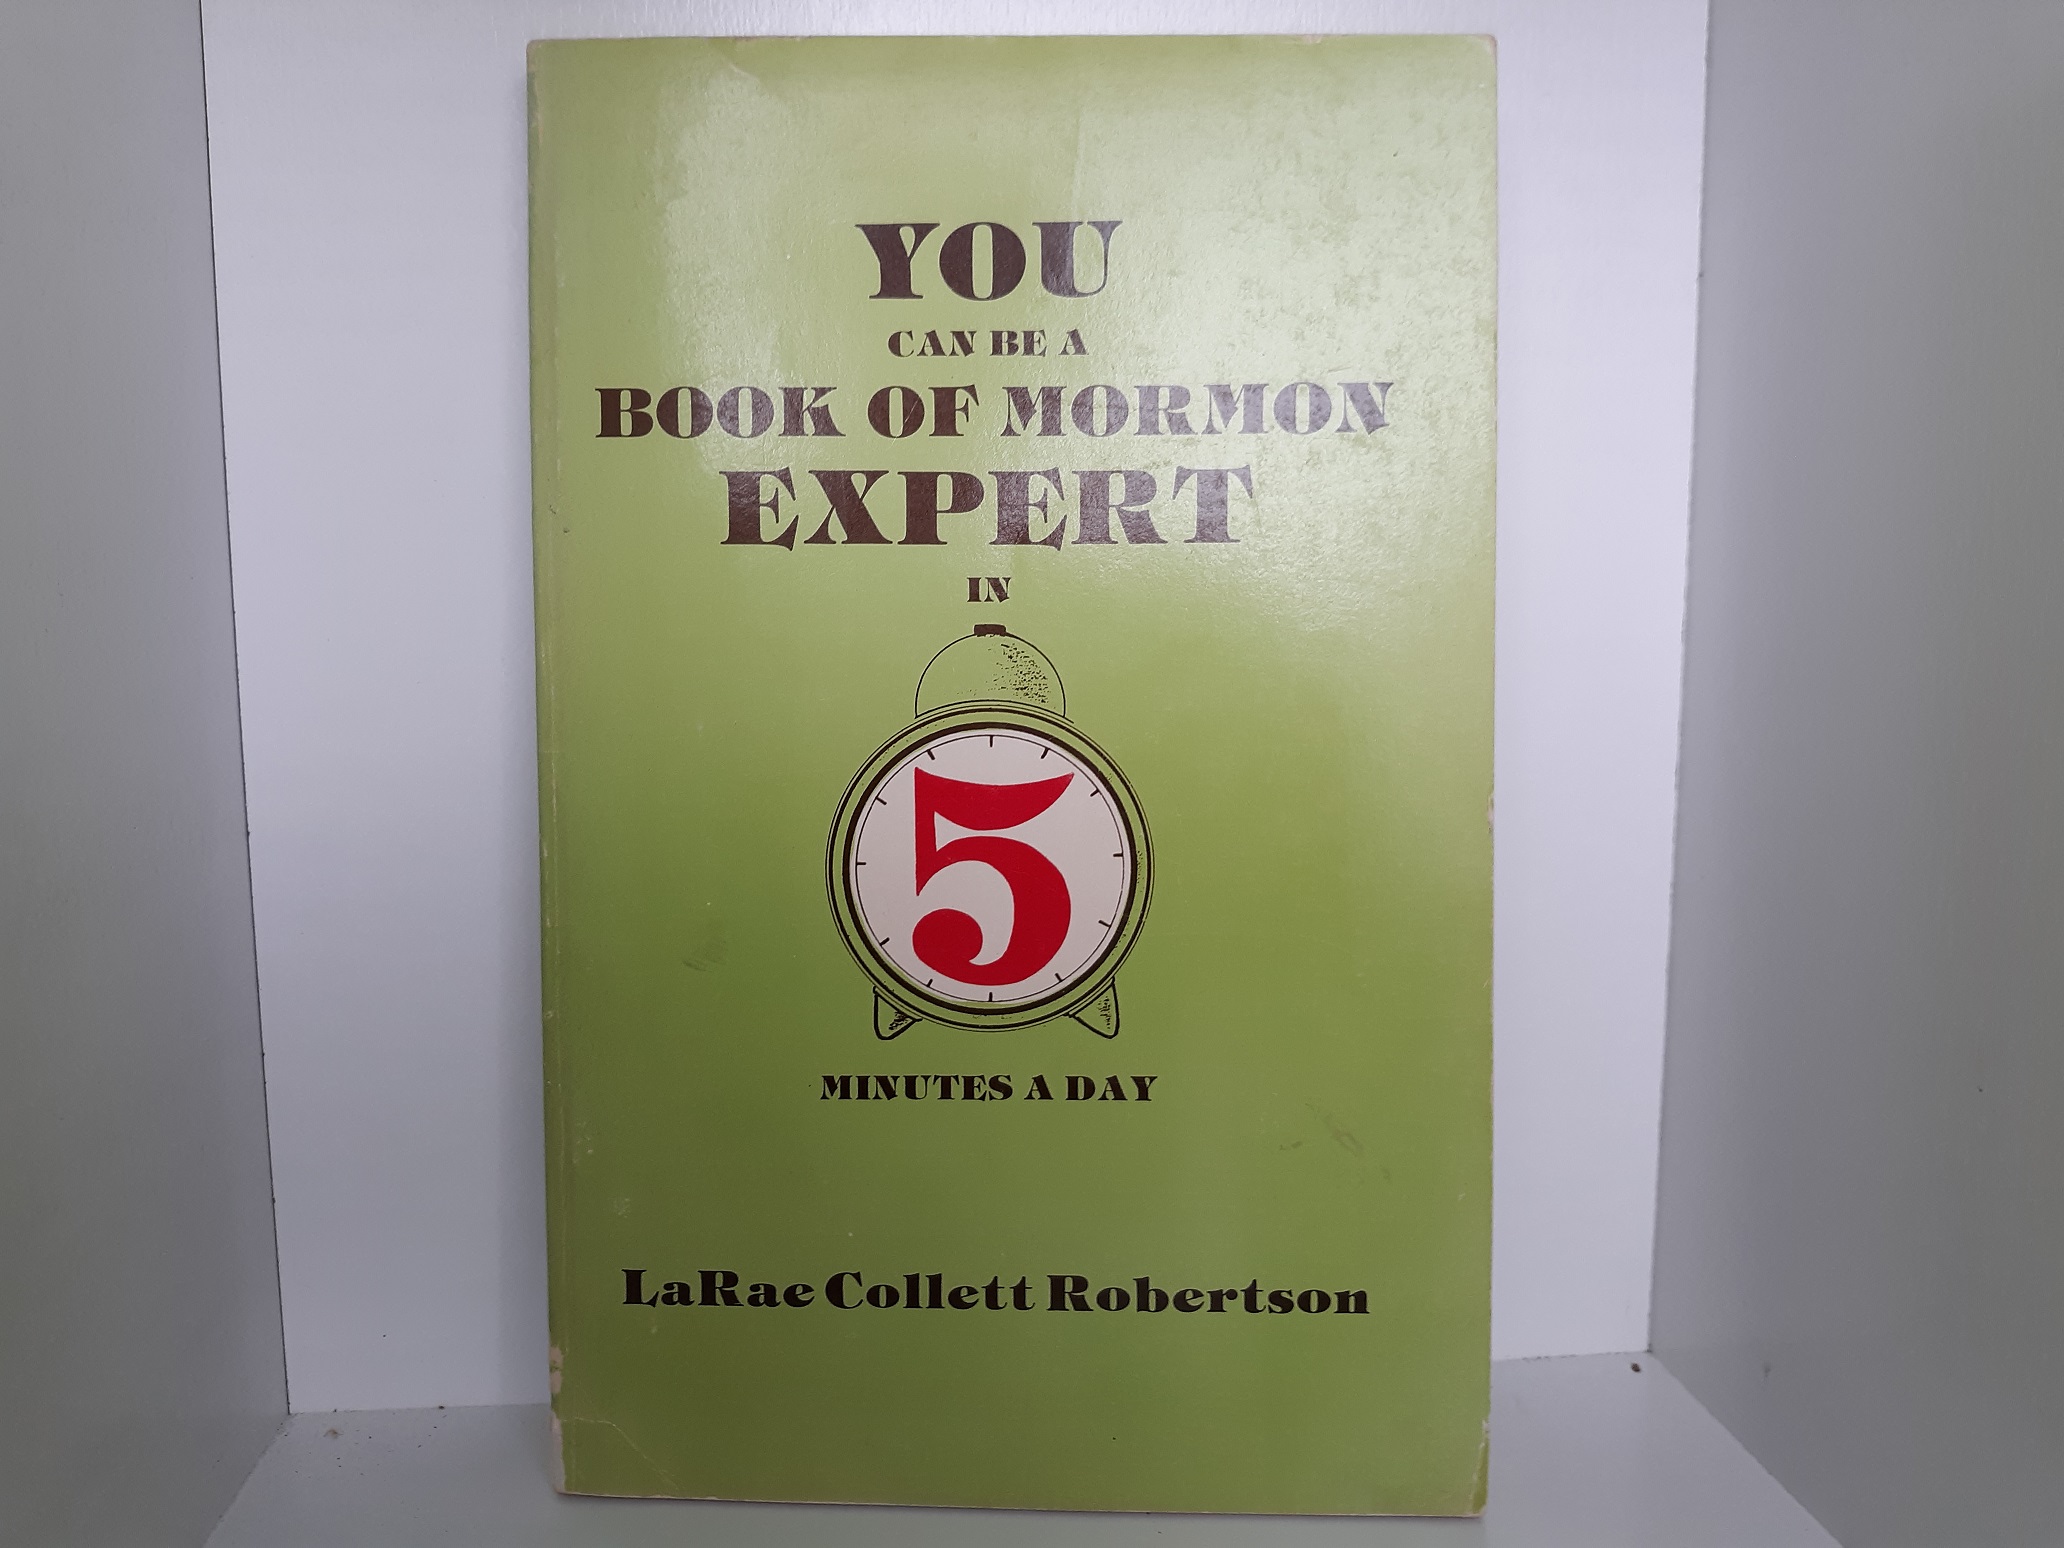 YOU
CAN BE A
BOOK OF MORMON
EXPERT
IN
5
MINUTES A DAY
LaRae Collett Robertson